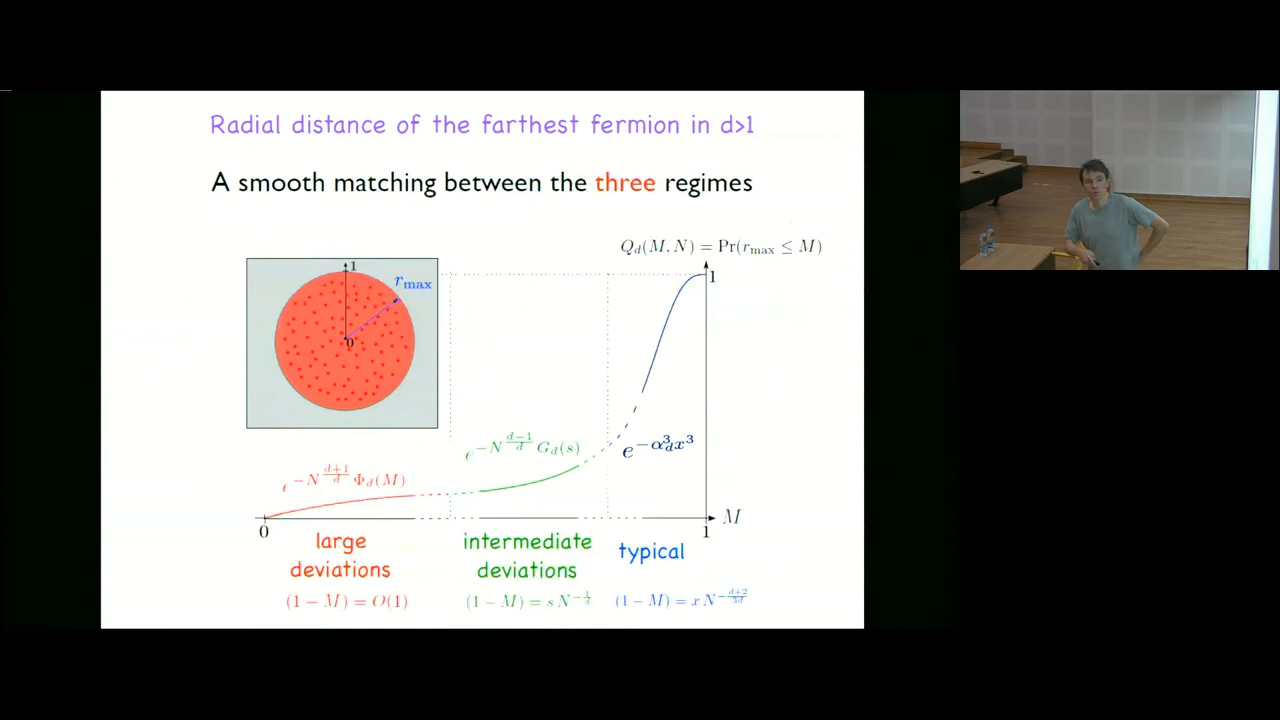 Radial distance of the farthest fermion in d>1
A smooth matching between the three regimes
Q_d(M, N) = Pr(r_max ≤ M)
1
r_max
0
1
e^{-N^{\frac{d+1}{d}} Φ_d(M)}
e^{-N^{\frac{d-1}{d}} G_d(s)}
e^{-α_d^3 x^3}
0
1
M
large deviations
intermediate deviations
typical
(1 − M) = O(1)
(1 − M) = s N^{-\frac{1}{d}}
(1 − M) = x N^{-\frac{d+2}{3d}}